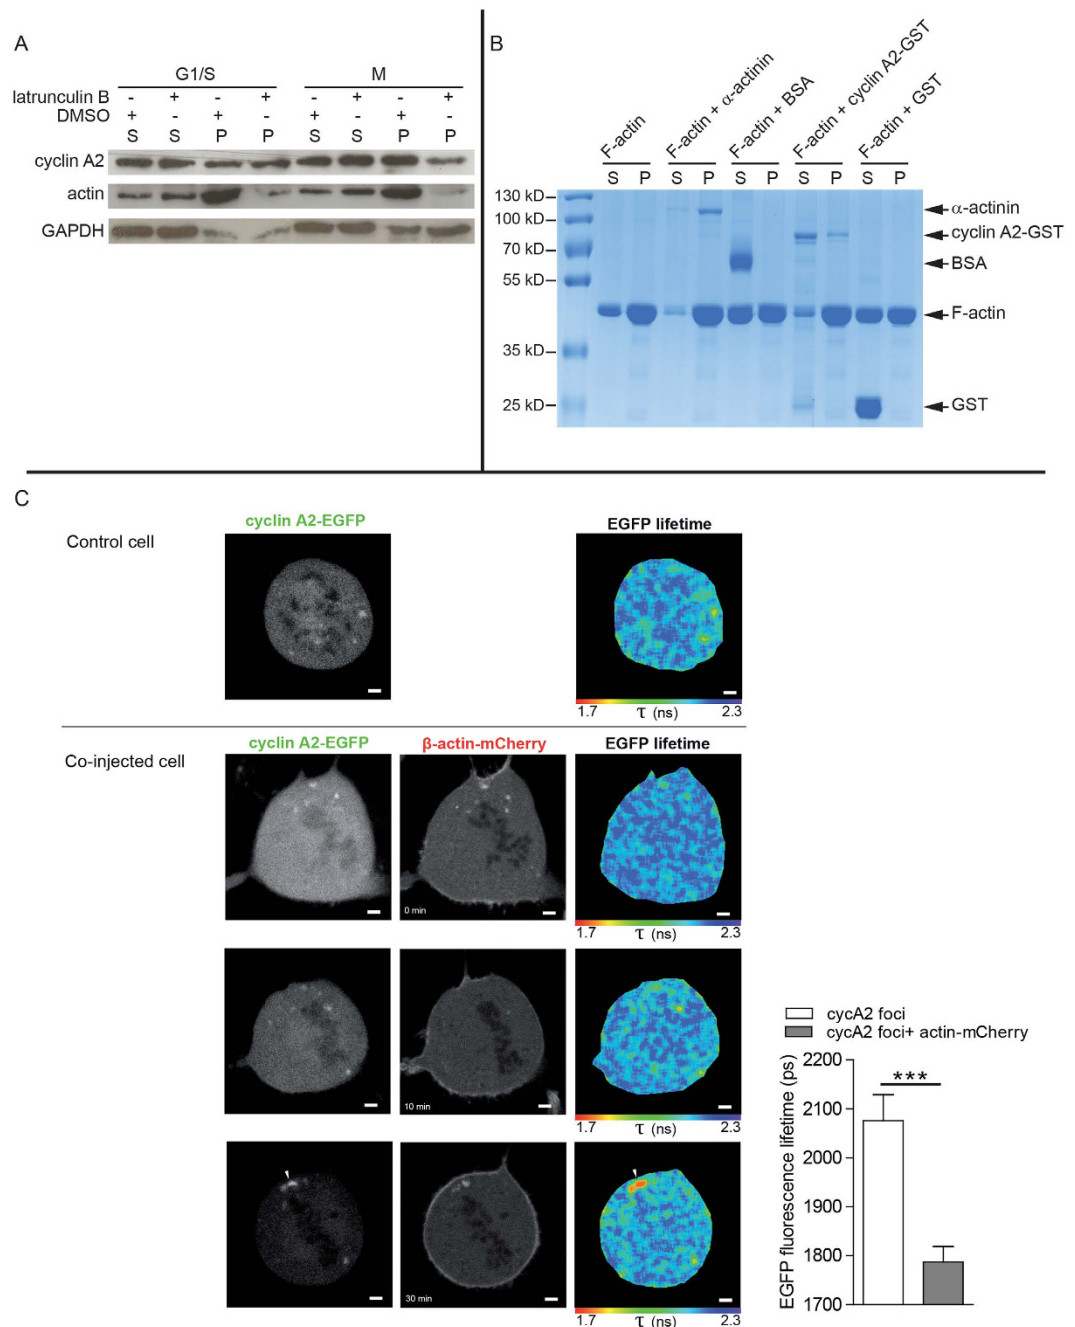 A
G1/S M
latrunculin B - + - + - + - +
DMSO + - + - + - + -
S S P P S S P P
cyclin A2
actin
GAPDH
B
F-actin
F-actin + α-actinin
F-actin + BSA
F-actin + cyclin A2-GST
F-actin + GST
S P S P S P S P S P
130 kD
100 kD
70 kD
55 kD
35 kD
25 kD
α-actinin
cyclin A2-GST
BSA
F-actin
GST
C
Control cell
cyclin A2-EGFP EGFP lifetime
1.7 τ (ns) 2.3
Co-injected cell
cyclin A2-EGFP β-actin-mCherry EGFP lifetime
0 min
1.7 τ (ns) 2.3
10 min
1.7 τ (ns) 2.3
30 min
1.7 τ (ns) 2.3
cycA2 foci
cycA2 foci+ actin-mCherry
EGFP fluorescence lifetime (ps)
2200
2100
2000
1900
1800
1700
***